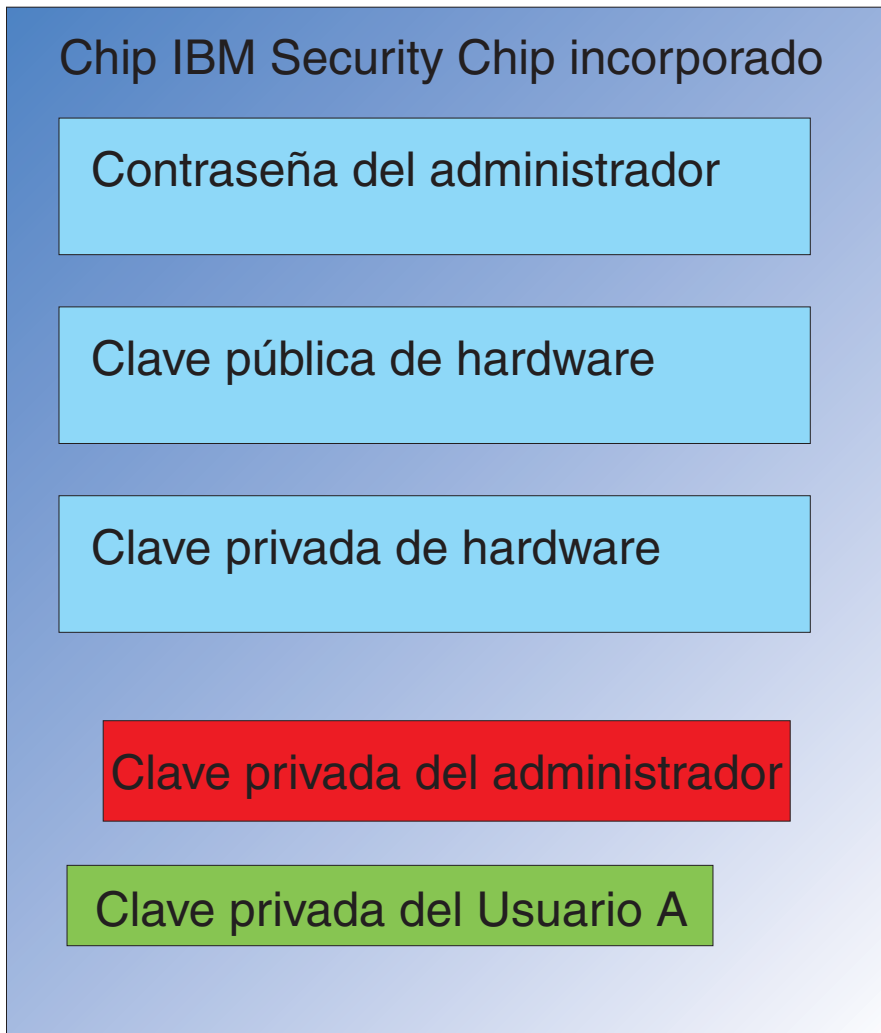 Chip IBM Security Chip incorporado
Contraseña del administrador
Clave pública de hardware
Clave privada de hardware
Clave privada del administrador
Clave privada del Usuario A